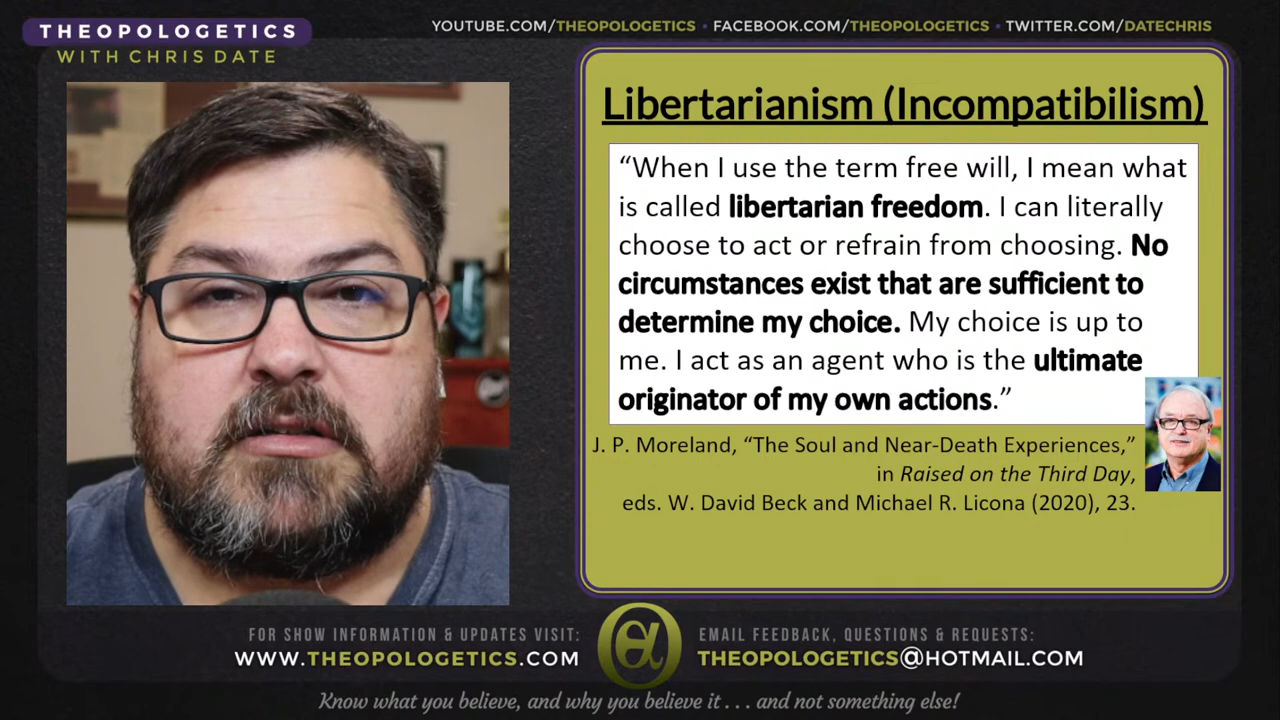 THEOPOLOGETICS
WITH CHRIS DATE
YOUTUBE.COM/THEOPOLOGETICS • FACEBOOK.COM/THEOPOLOGETICS • TWITTER.COM/DATECHRIS
Libertarianism (Incompatibilism)
“When I use the term free will, I mean what
is called libertarian freedom. I can literally
choose to act or refrain from choosing. No
circumstances exist that are sufficient to
determine my choice. My choice is up to
me. I act as an agent who is the ultimate
originator of my own actions.”
J. P. Moreland, “The Soul and Near-Death Experiences,”
in Raised on the Third Day,
eds. W. David Beck and Michael R. Licona (2020), 23.
FOR SHOW INFORMATION & UPDATES VISIT:
WWW.THEOPOLOGETICS.COM
EMAIL FEEDBACK, QUESTIONS & REQUESTS:
THEOPOLOGETICS@HOTMAIL.COM
Know what you believe, and why you believe it . . . and not something else!